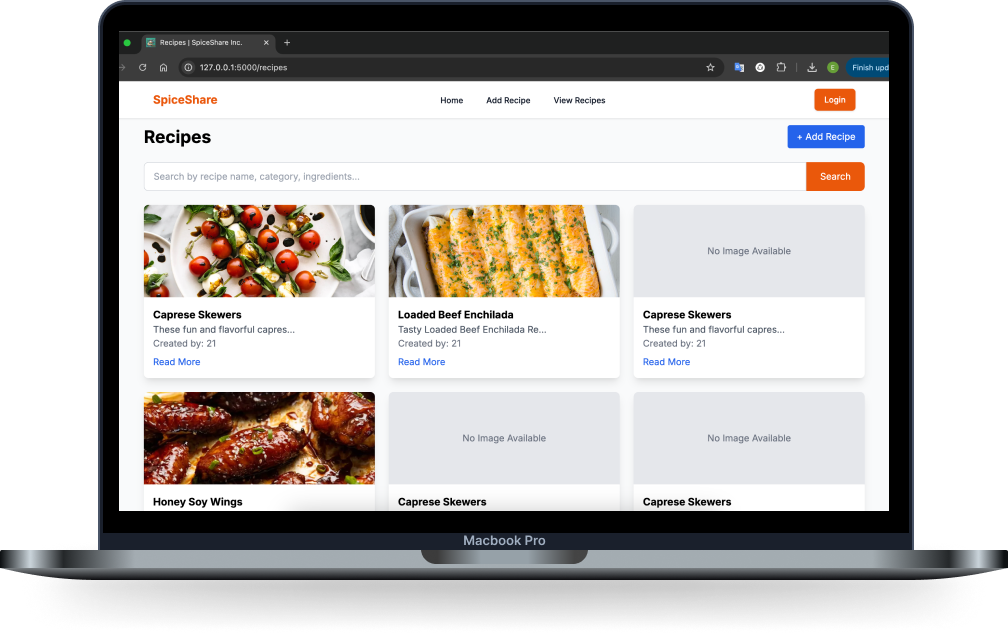 Recipes | SpiceShare Inc.
127.0.0.1:5000/recipes
E
Finish upd
SpiceShare
Home
Add Recipe
View Recipes
Login
Recipes
+ Add Recipe
Search by recipe name, category, ingredients...
Search
No Image Available
Caprese Skewers
These fun and flavorful capres...
Created by: 21
Read More
Loaded Beef Enchilada
Tasty Loaded Beef Enchilada Re...
Created by: 21
Read More
Caprese Skewers
These fun and flavorful capres...
Created by: 21
Read More
No Image Available
No Image Available
Honey Soy Wings
Caprese Skewers
Caprese Skewers
Macbook Pro